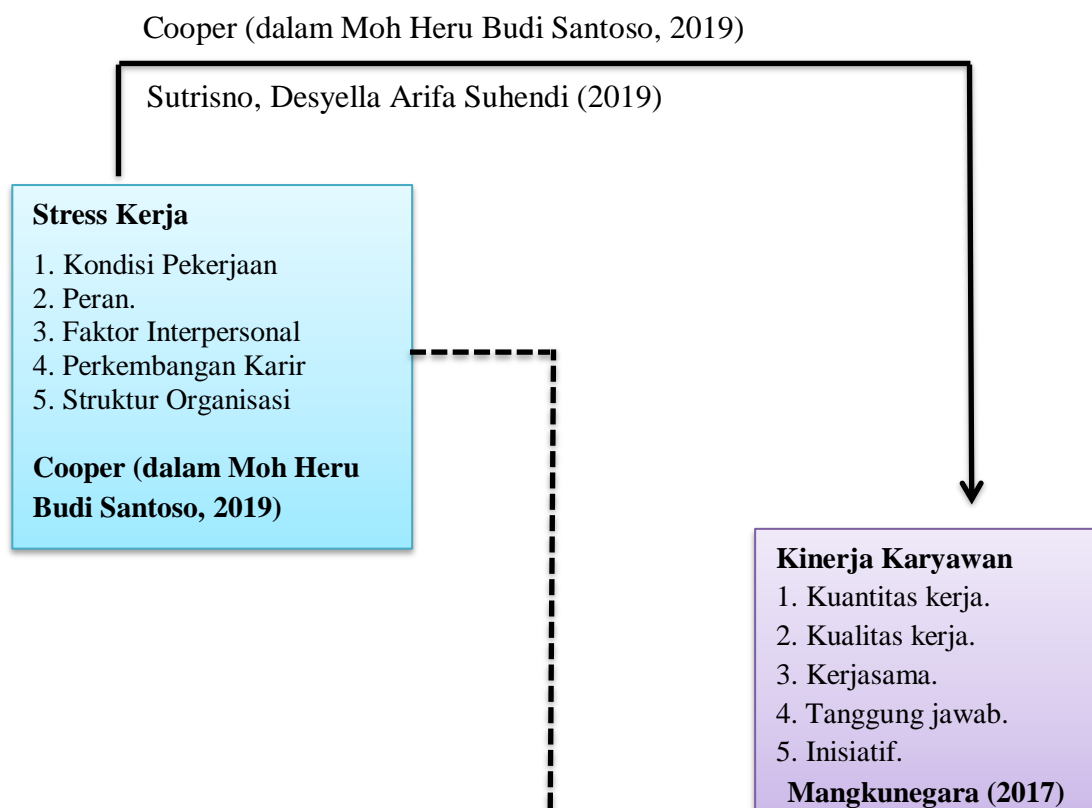 Cooper (dalam Moh Heru Budi Santoso, 2019)
Sutrisno, Desyella Arifa Suhendi (2019)
Stress Kerja
1. Kondisi Pekerjaan
2. Peran.
3. Faktor Interpersonal
4. Perkembangan Karir
5. Struktur Organisasi
Cooper (dalam Moh Heru
Budi Santoso, 2019)
Kinerja Karyawan
1. Kuantitas kerja.
2. Kualitas kerja.
3. Kerjasama.
4. Tanggung jawab.
5. Inisiatif.
Mangkunegara (2017)